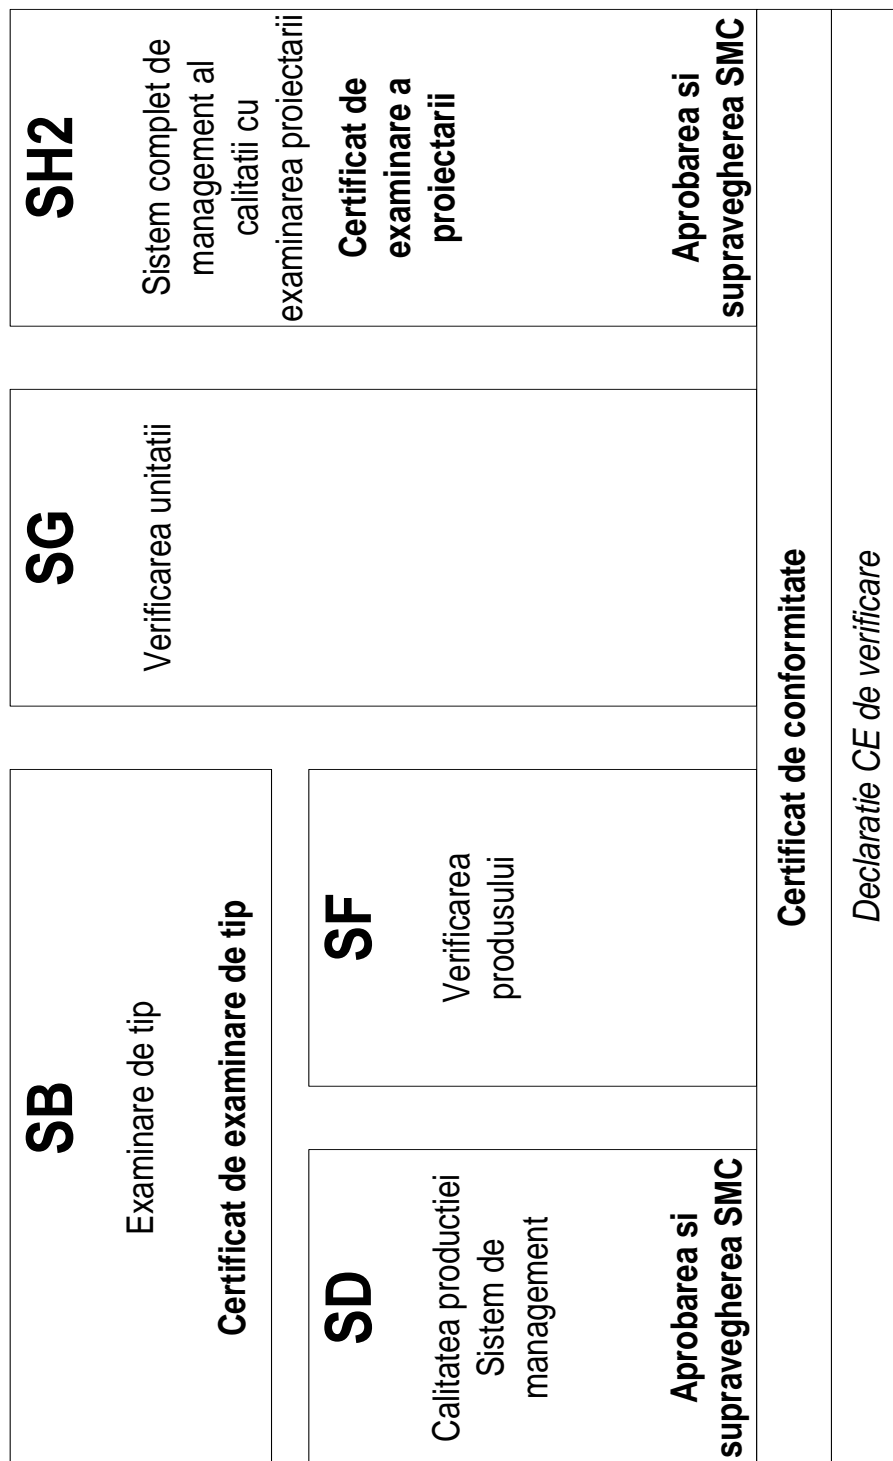 SB
Examinare de tip
Certificat de examinare de tip
SD
Calitatea productiei
Sistem de
management
Aprobarea si
supravegherea SMC
SF
Verificarea
produsului
SG
Verificarea unitatii
SH2
Sistem complet de
management al
calitatii cu
examinarea proiectarii
Certificat de
examinare a
proiectarii
Aprobarea si
supravegherea SMC
Certificat de conformitate
Declaratie CE de verificare